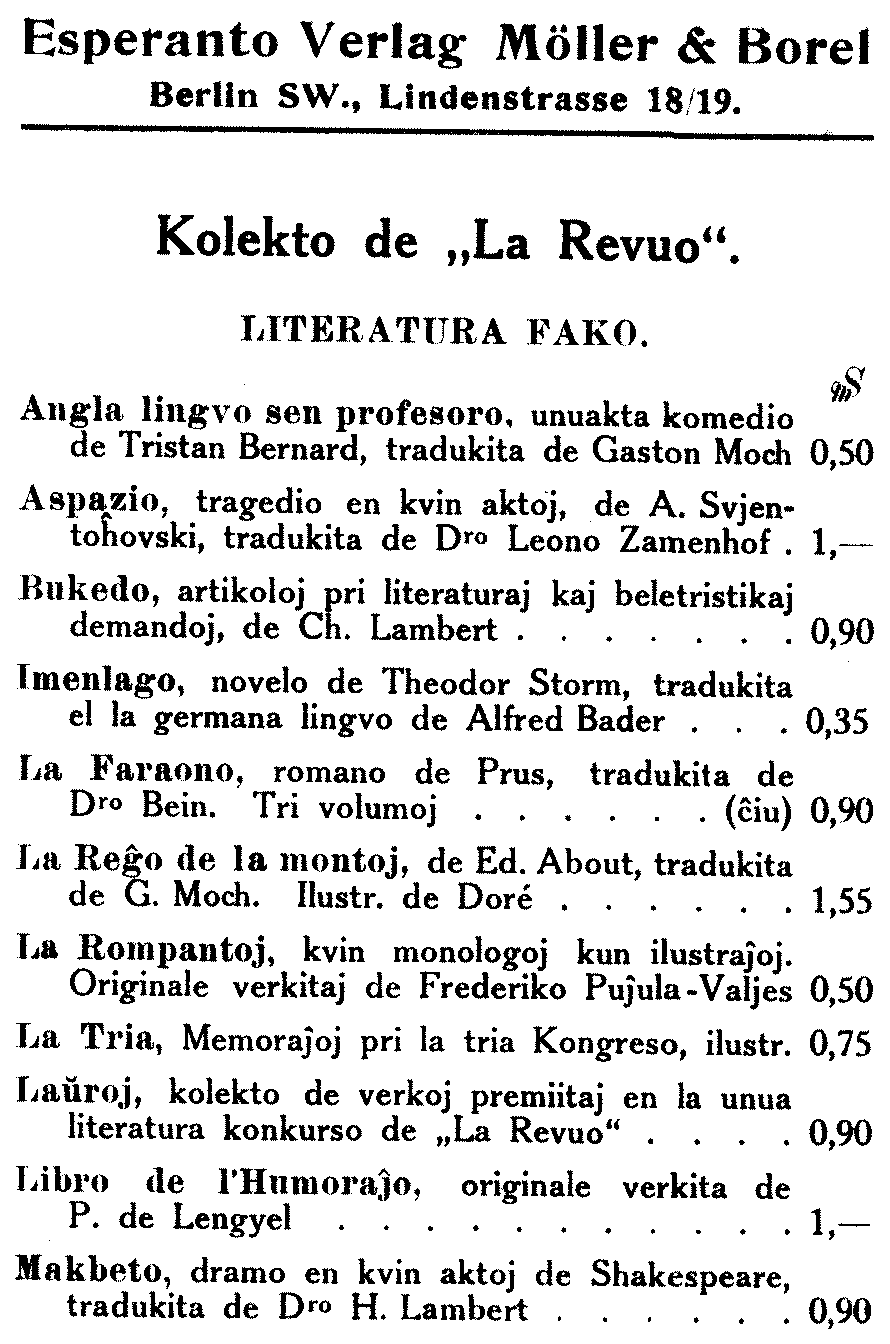 Esperanto Verlag Möller & Borel
Berlin SW., Lindenstrasse 18/19.
Kolekto de „La Revuo“.
LITERATURA FAKO.
Sm
Angla lingvo sen profesoro, unuakta komedio
de Tristan Bernard, tradukita de Gaston Moch 0,50
Aspazio, tragedio en kvin aktoj, de A. Svjen-
toĥovski, tradukita de Dro Leono Zamenhof . 1,—
Bukedo, artikoloj pri literaturaj kaj beletristikaj
demandoj, de Ch. Lambert . . . . . . . 0,90
Imenlago, novelo de Theodor Storm, tradukita
el la germana lingvo de Alfred Bader . . . 0,35
La Faraono, romano de Prus, tradukita de
Dro Bein. Tri volumoj . . . . . . (ĉiu) 0,90
La Reĝo de la montoj, de Ed. About, tradukita
de G. Moch. Ilustr. de Doré . . . . . . 1,55
La Rompantoj, kvin monologoj kun ilustraĵoj.
Originale verkitaj de Frederiko Puĵula-Valjes 0,50
La Tria, Memoraĵoj pri la tria Kongreso, ilustr. 0,75
Laŭroj, kolekto de verkoj premiitaj en la unua
literatura konkurso de „La Revuo“ . . . . 0,90
Libro de l'Humoraĵo, originale verkita de
P. de Lengyel . . . . . . . . . . . 1,—
Makbeto, dramo en kvin aktoj de Shakespeare,
tradukita de Dro H. Lambert . . . . . . 0,90